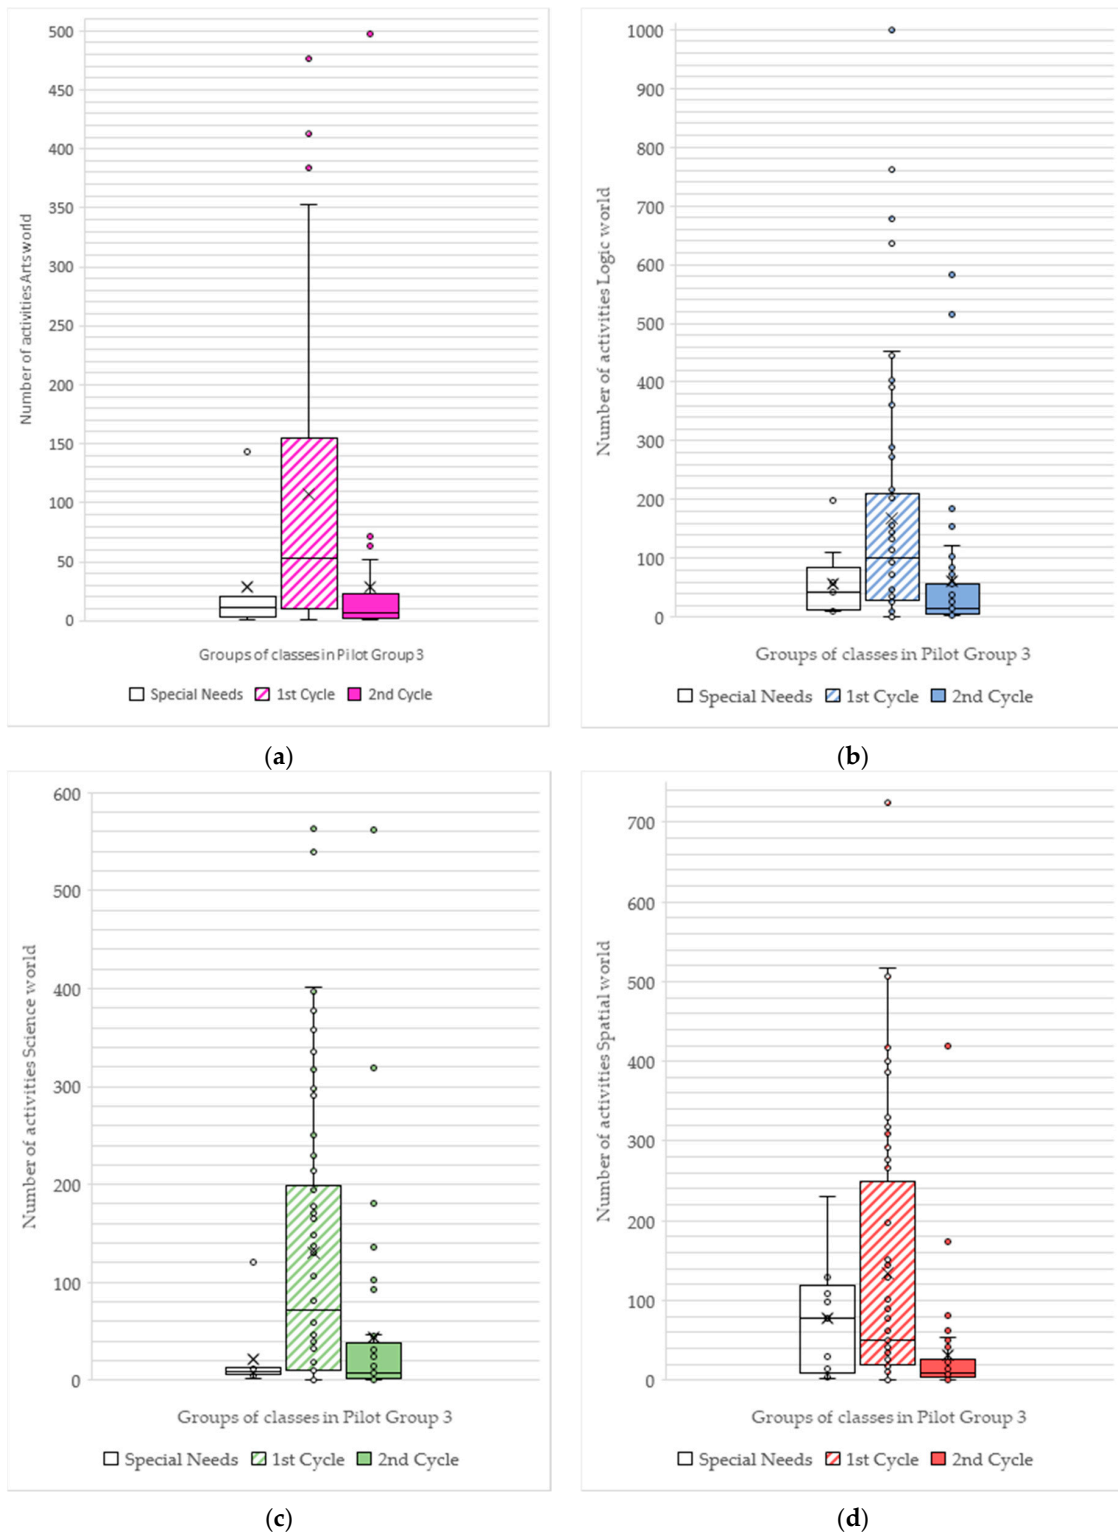 Number of activities Arts world
500
450
400
350
300
250
200
150
100
50
0
Groups of classes in Pilot Group 3
Special Needs 1st Cycle 2nd Cycle
(a)
Number of activities Logic world
1000
900
800
700
600
500
400
300
200
100
0
Groups of classes in Pilot Group 3
Special Needs 1st Cycle 2nd Cycle
(b)
Number of activities Science world
600
500
400
300
200
100
0
Groups of classes in Pilot Group 3
Special Needs 1st Cycle 2nd Cycle
(c)
Number of activities Spatial world
700
600
500
400
300
200
100
0
Groups of classes in Pilot Group 3
Special Needs 1st Cycle 2nd Cycle
(d)